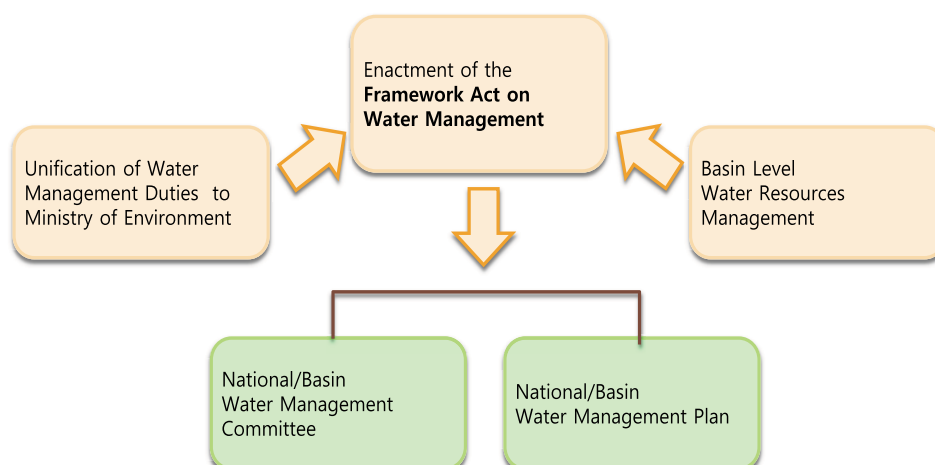 Enactment of the
Framework Act on
Water Management
Unification of Water
Management Duties  to
Ministry of Environment
Basin Level
Water Resources
Management
National/Basin
Water Management
Committee
National/Basin
Water Management Plan